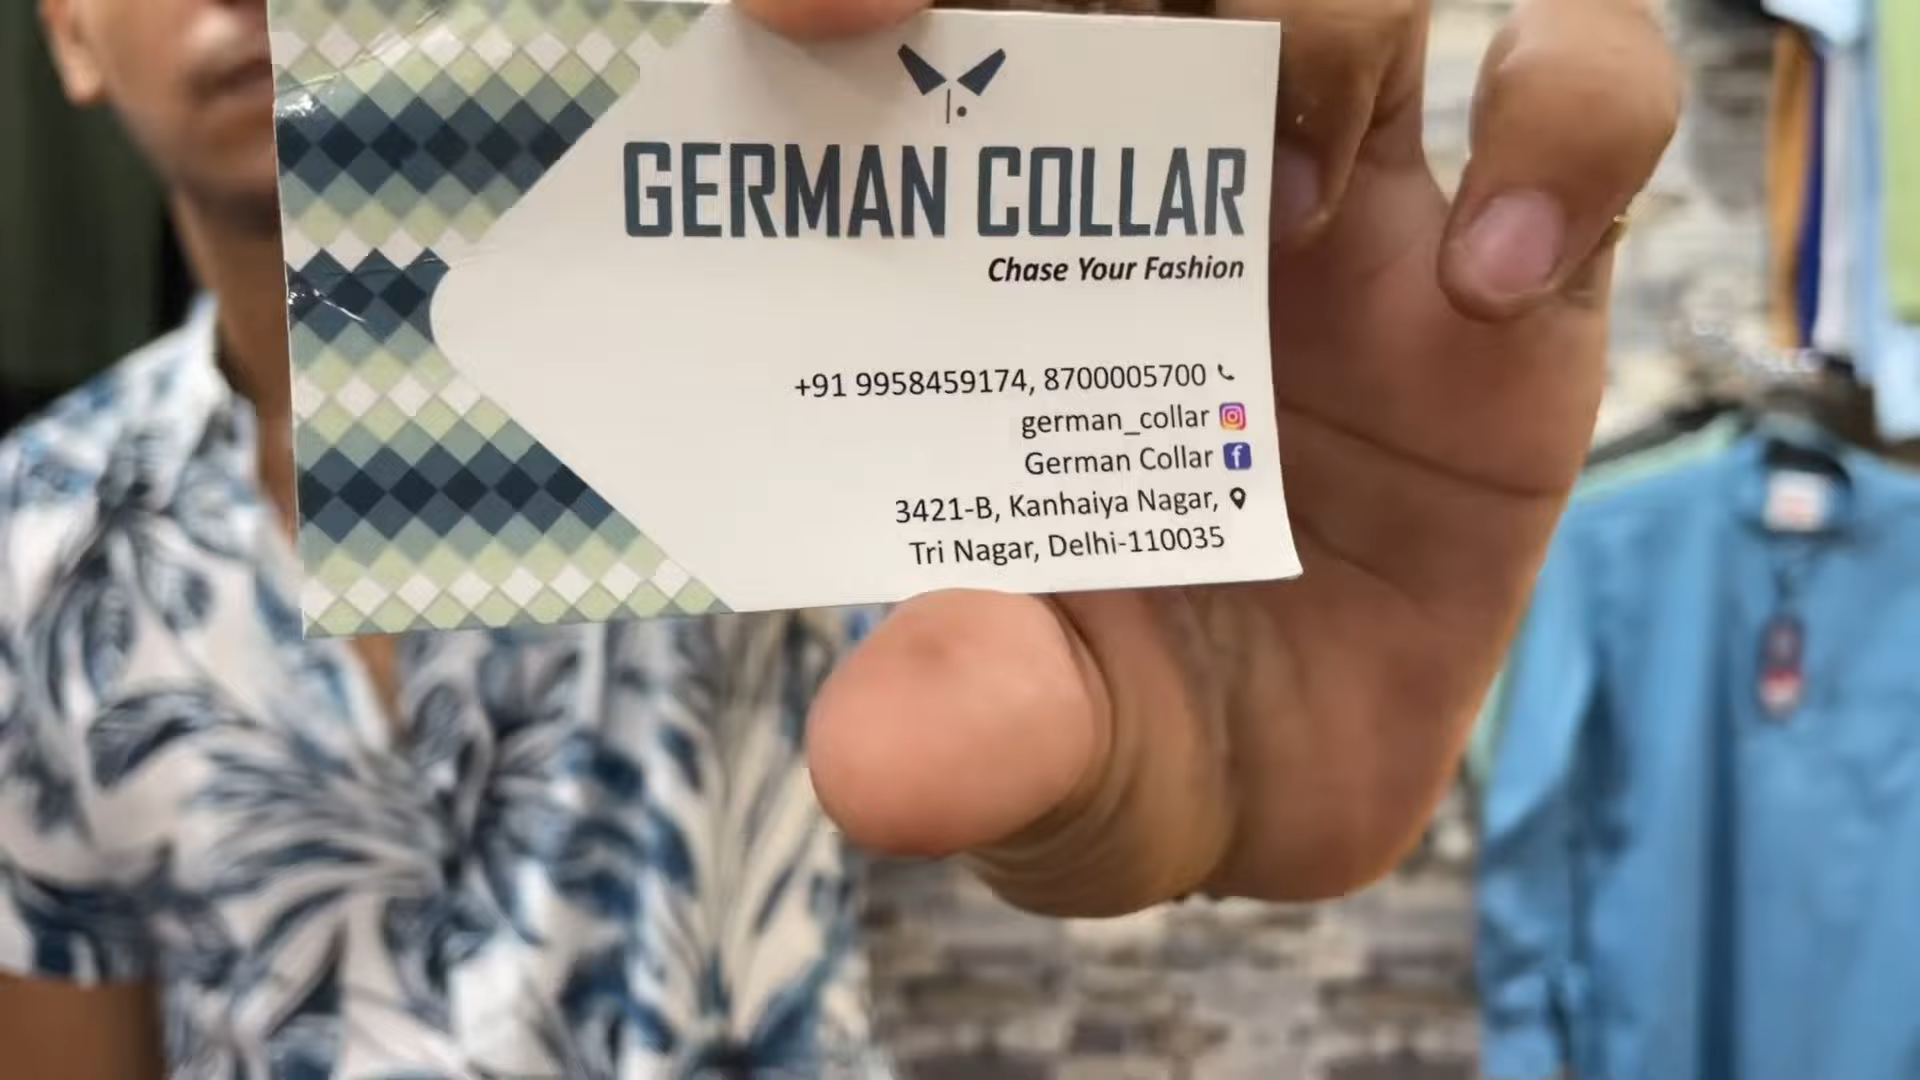 GERMAN COLLAR
Chase Your Fashion
+91 9958459174, 8700005700
german_collar
German Collar
3421-B, Kanhaiya Nagar,
Tri Nagar, Delhi-110035